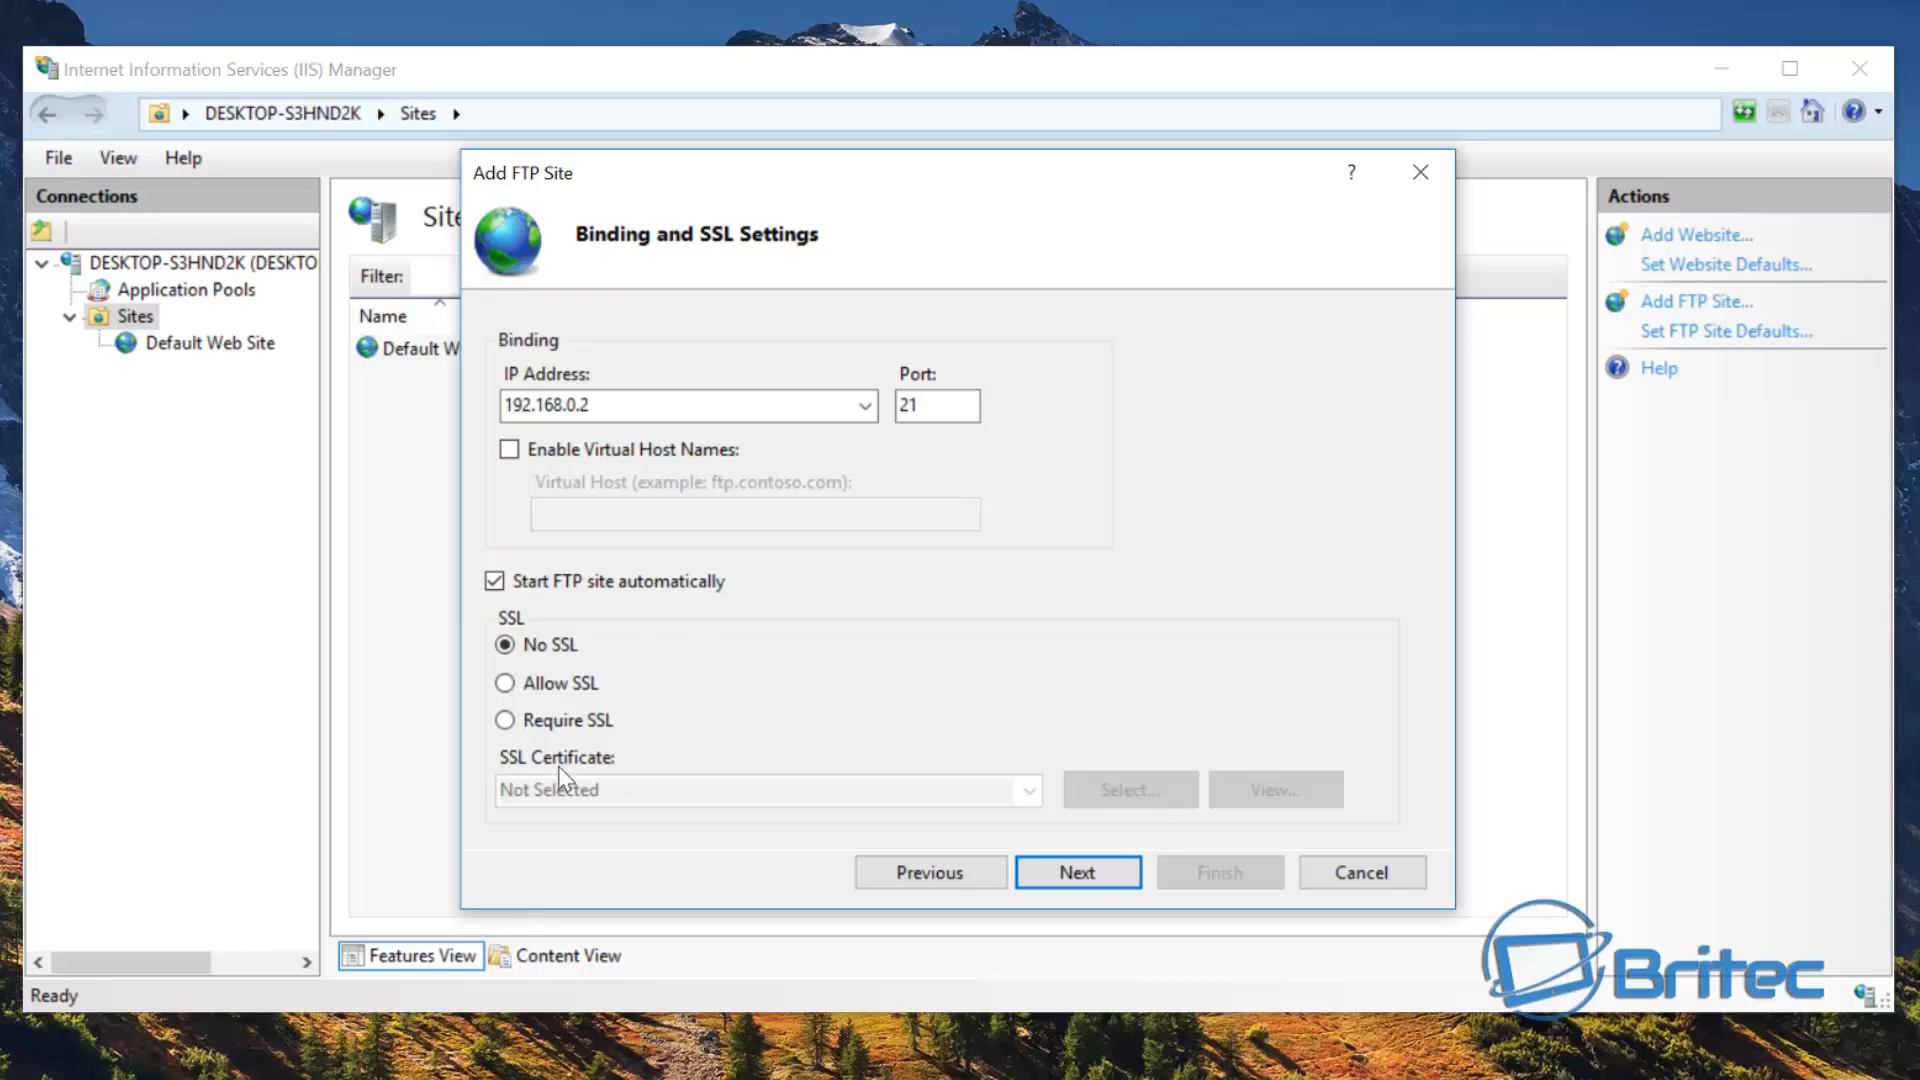 Internet Information Services (IIS) Manager
DESKTOP-S3HND2K
Sites
File
View
Help
Connections
DESKTOP-S3HND2K (DESKTO
Application Pools
Sites
Default Web Site
Site
Filter:
Name
Default W
Add FTP Site
?
Binding and SSL Settings
Binding
IP Address:
Port:
192.168.0.2
21
Enable Virtual Host Names:
Virtual Host (example: ftp.contoso.com):
Start FTP site automatically
SSL
No SSL
Allow SSL
Require SSL
SSL Certificate:
Not Selected
Select...
View...
Previous
Next
Finish
Cancel
Actions
Add Website...
Set Website Defaults...
Add FTP Site...
Set FTP Site Defaults...
Help
Features View
Content View
Ready
Britec